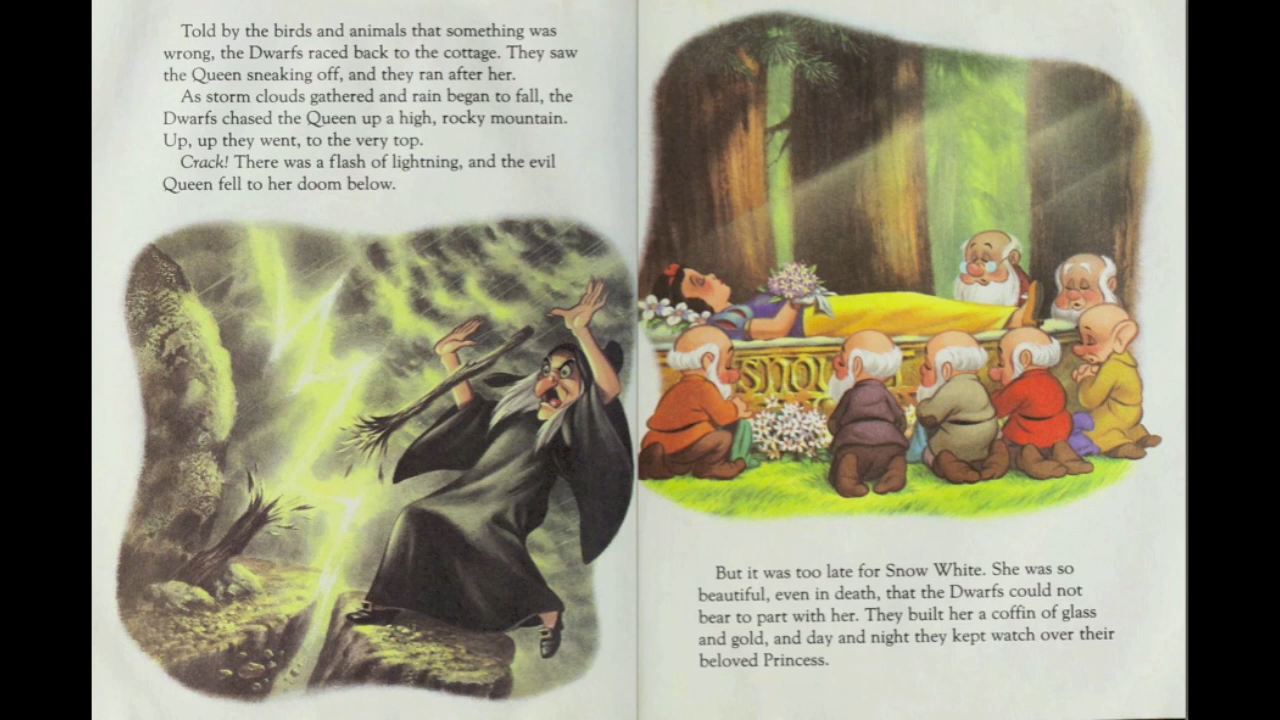 Told by the birds and animals that something was
wrong, the Dwarfs raced back to the cottage. They saw
the Queen sneaking off, and they ran after her.
As storm clouds gathered and rain began to fall, the
Dwarfs chased the Queen up a high, rocky mountain.
Up, up they went, to the very top.
Crack! There was a flash of lightning, and the evil
Queen fell to her doom below.
SNOW
But it was too late for Snow White. She was so
beautiful, even in death, that the Dwarfs could not
bear to part with her. They built her a coffin of glass
and gold, and day and night they kept watch over their
beloved Princess.